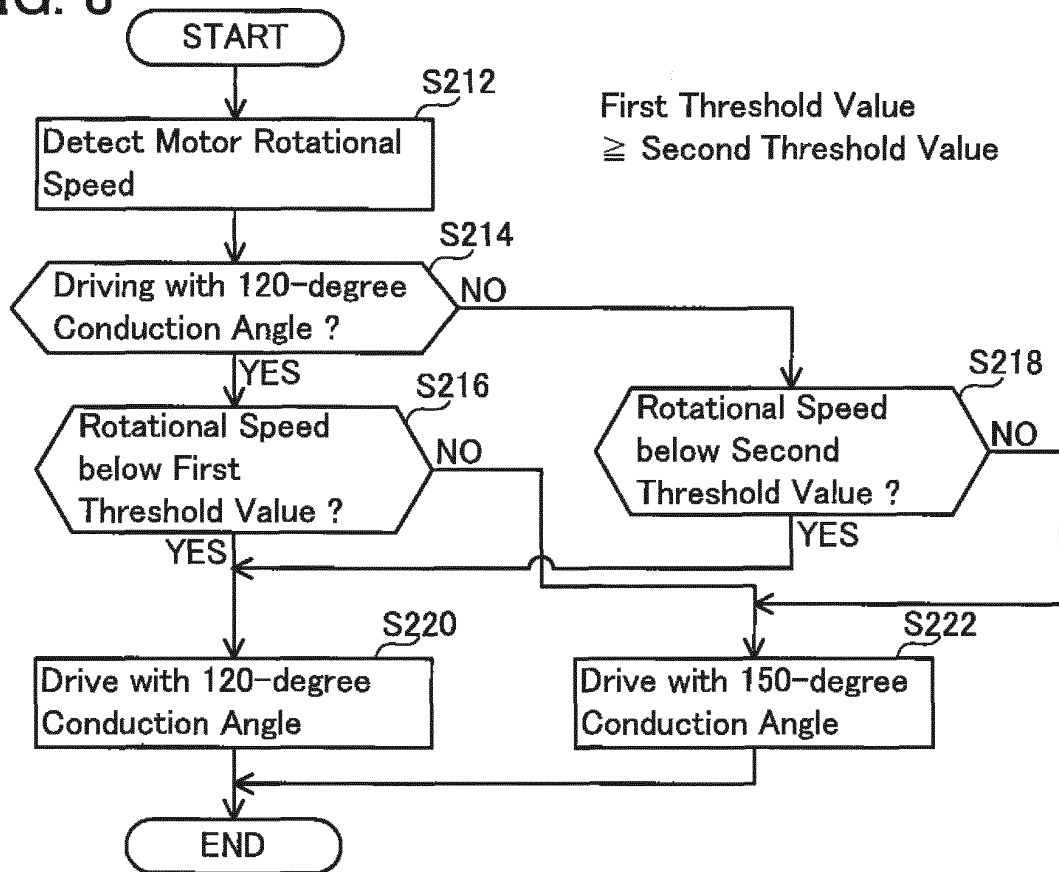 START
S212
Detect Motor Rotational
Speed
First Threshold Value
≧ Second Threshold Value
S214
Driving with 120-degree
Conduction Angle ?
NO
YES
S216
Rotational Speed
below First
Threshold Value ?
NO
YES
S218
Rotational Speed
below Second
Threshold Value ?
NO
YES
S220
Drive with 120-degree
Conduction Angle
S222
Drive with 150-degree
Conduction Angle
END